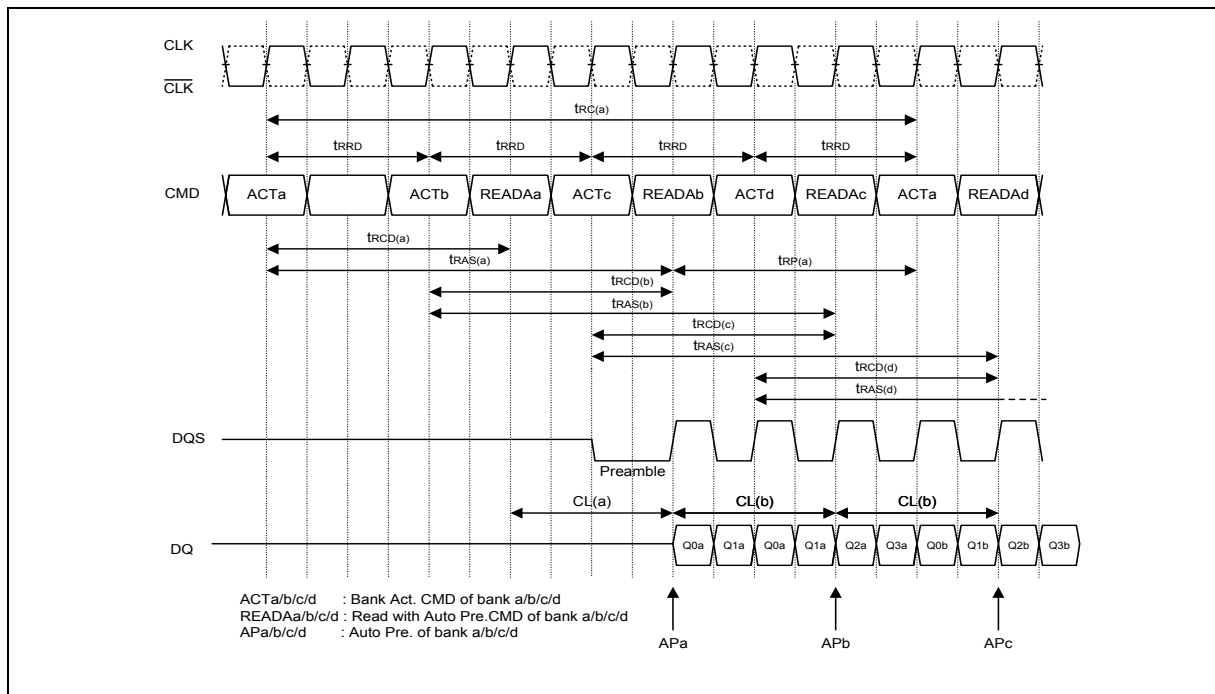 CLK
CLK
tRC(a)
tRRD tRRD tRRD tRRD
CMD ACTa ACTb READAa ACTc READAb ACTd READAc ACTa READAd
tRCD(a)
tRAS(a) tRP(a)
tRCD(b)
tRAS(b)
tRCD(c)
tRAS(c)
tRCD(d)
tRAS(d)
DQS
Preamble
CL(a) CL(b) CL(b)
DQ Q0a Q1a Q0a Q1a Q2a Q3a Q0b Q1b Q2b Q3b
ACTa/b/c/d : Bank Act. CMD of bank a/b/c/d
READAa/b/c/d : Read with Auto Pre.CMD of bank a/b/c/d
APa/b/c/d : Auto Pre. of bank a/b/c/d
APa APb APc